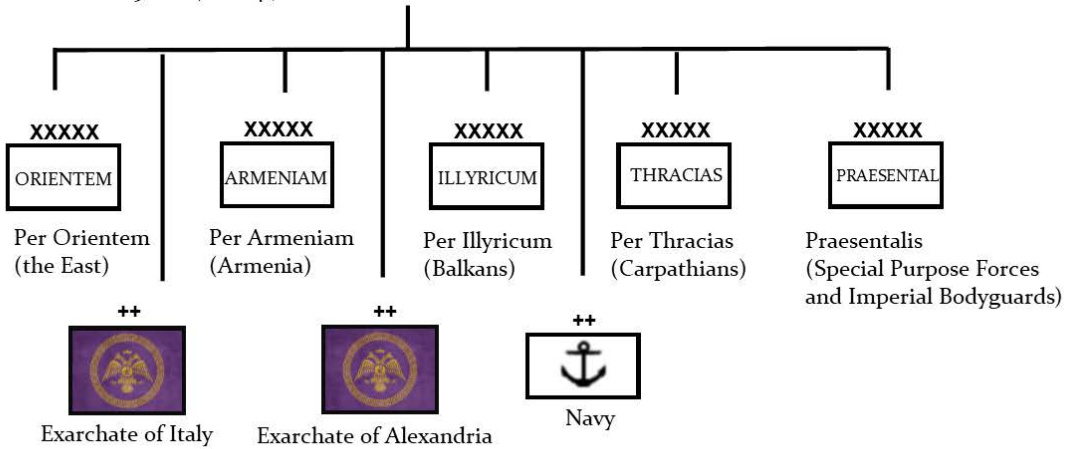 XXXXX
XXXXX
XXXXX
XXXXX
XXXXX
ORIENTEM
ARMENIAM
ILLYRICUM
THRACIAS
PRAESENTAL
Per Orientem
(the East)
Per Armeniam
(Armenia)
Per Illyricum
(Balkans)
Per Thracias
(Carpathians)
Praesentalis
(Special Purpose Forces
and Imperial Bodyguards)
++
++
++
Exarchate of Italy
Exarchate of Alexandria
Navy